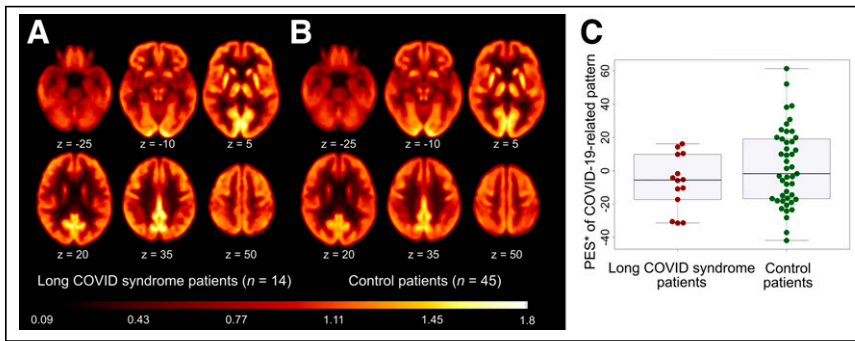 A
B
C
z = -25
z = -10
z = 5
z = -25
z = -10
z = 5
z = 20
z = 35
z = 50
z = 20
z = 35
z = 50
Long COVID syndrome patients (n = 14)
Control patients (n = 45)
0.09
0.43
0.77
1.11
1.45
1.8
PES* of COVID-19-related pattern
60
40
20
0
-20
-40
Long COVID syndrome
patients
Control
patients